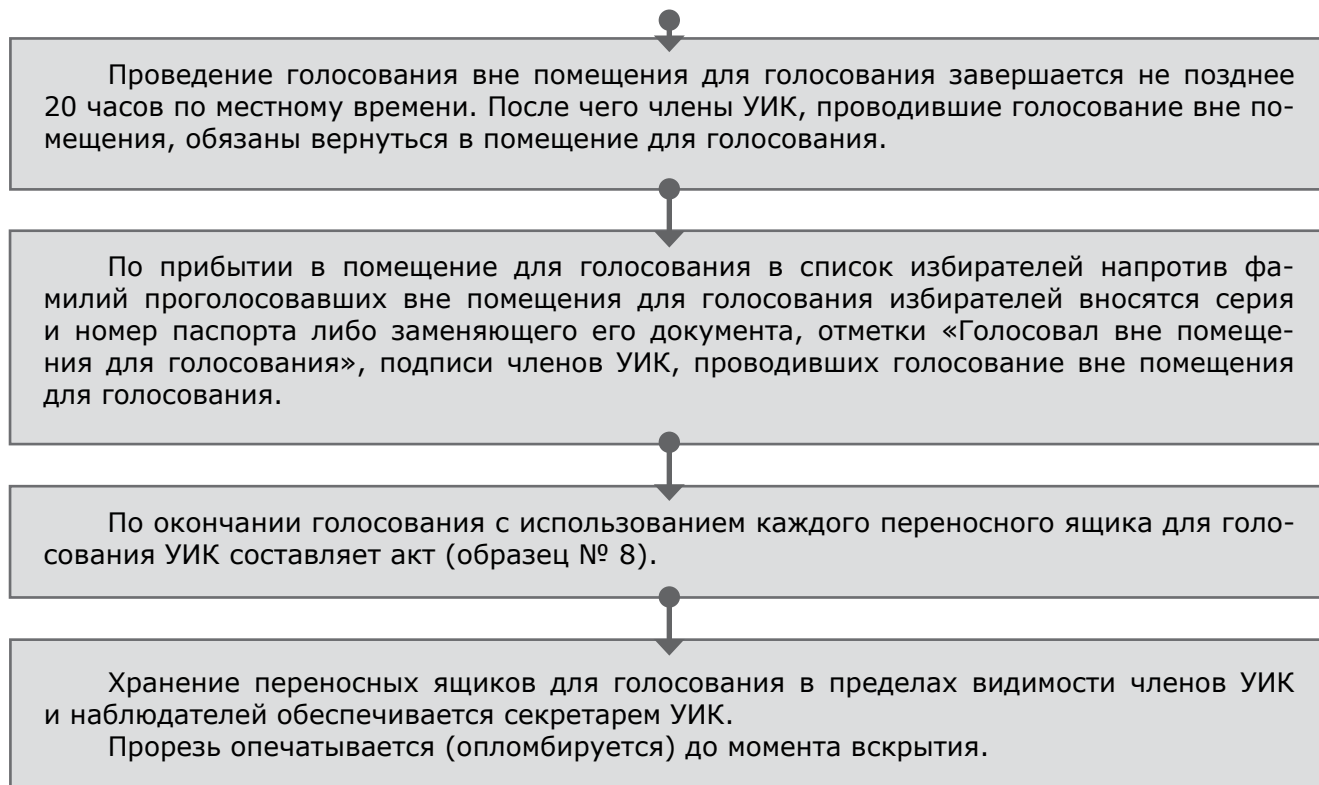 Проведение голосования вне помещения для голосования завершается не позднее
20 часов по местному времени. После чего члены УИК, проводившие голосование вне по-
мещения, обязаны вернуться в помещение для голосования.
По прибытии в помещение для голосования в список избирателей напротив фа-
милий проголосовавших вне помещения для голосования избирателей вносятся серия
и номер паспорта либо заменяющего его документа, отметки «Голосовал вне помеще-
ния для голосования», подписи членов УИК, проводивших голосование вне помещения
для голосования.
По окончании голосования с использованием каждого переносного ящика для голо-
сования УИК составляет акт (образец № 8).
Хранение переносных ящиков для голосования в пределах видимости членов УИК
и наблюдателей обеспечивается секретарем УИК.
Прорезь опечатывается (опломбируется) до момента вскрытия.